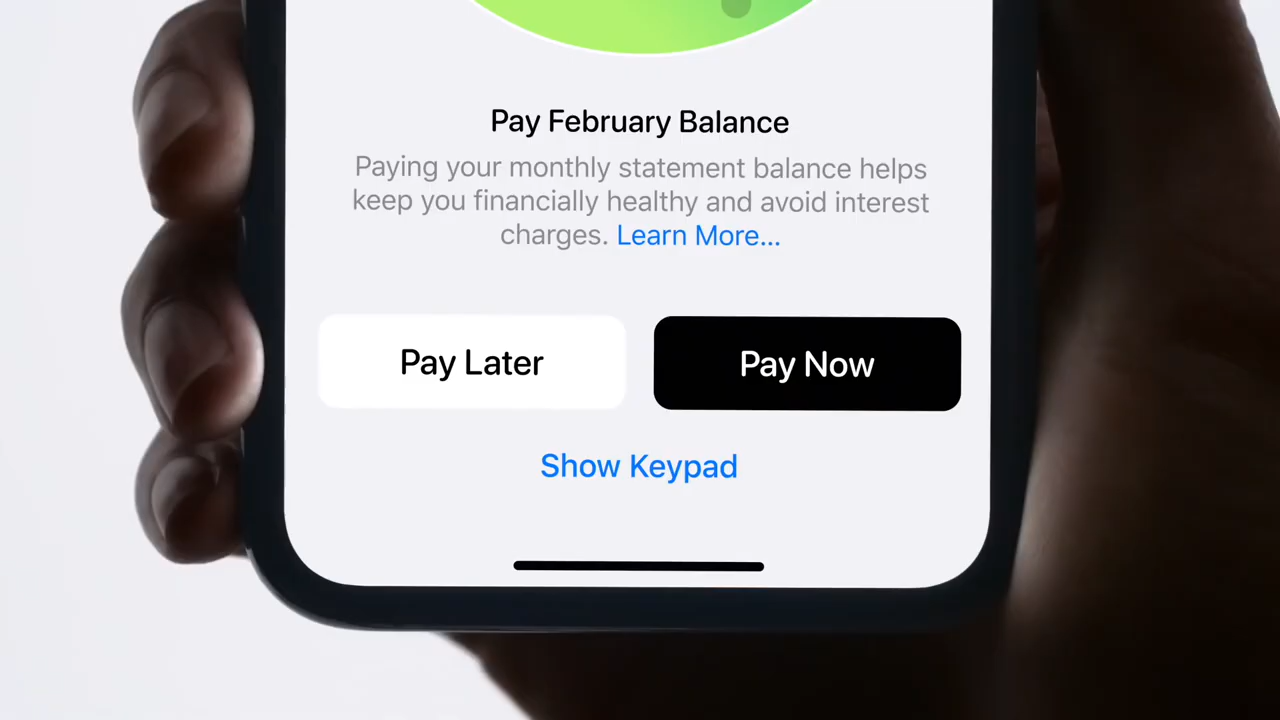 Pay February Balance
Paying your monthly statement balance helps
keep you financially healthy and avoid interest
charges. Learn More...
Pay Later
Pay Now
Show Keypad